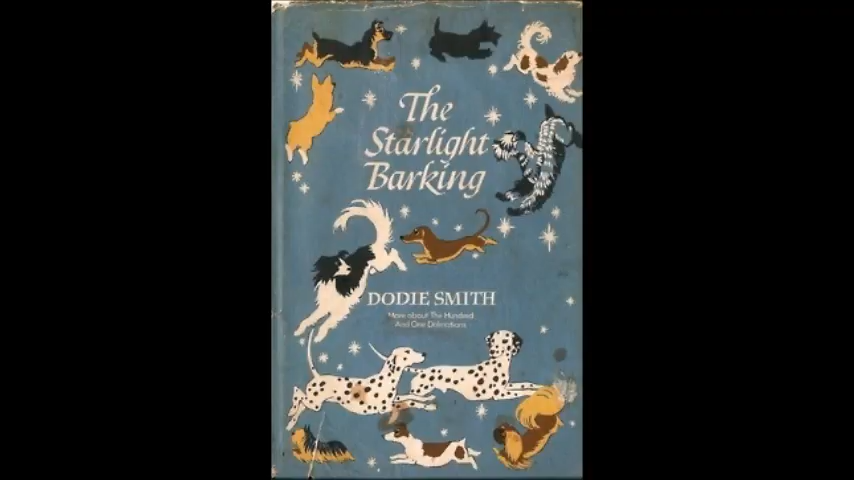 The
Starlight
Barking
DODIE SMITH
More about The Hundred
And One Dalmatians